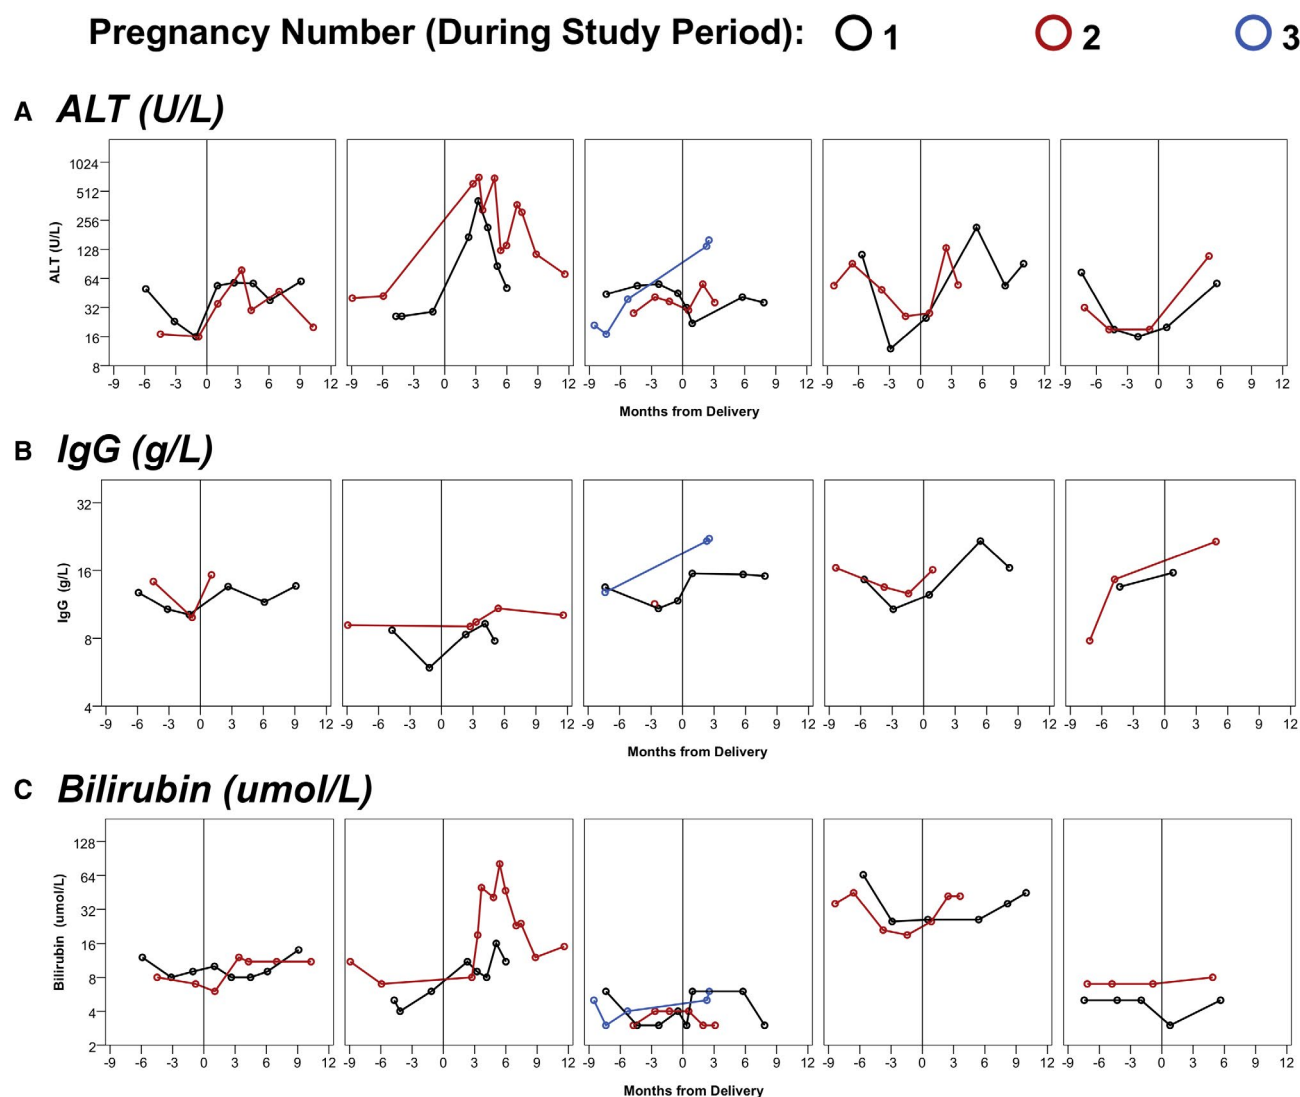 Pregnancy Number (During Study Period): 1 2 3
A ALT (U/L)
ALT (U/L)
1024
512
256
128
64
32
16
8
-9 -6 -3 0 3 6 9 12 -9 -6 -3 0 3 6 9 12 -9 -6 -3 0 3 6 9 12 -9 -6 -3 0 3 6 9 12 -9 -6 -3 0 3 6 9 12
Months from Delivery
B IgG (g/L)
IgG (g/L)
32
16
8
4
-9 -6 -3 0 3 6 9 12 -9 -6 -3 0 3 6 9 12 -9 -6 -3 0 3 6 9 12 -9 -6 -3 0 3 6 9 12 -9 -6 -3 0 3 6 9 12
Months from Delivery
C Bilirubin (umol/L)
Bilirubin (umol/L)
128
64
32
16
8
4
2
-9 -6 -3 0 3 6 9 12 -9 -6 -3 0 3 6 9 12 -9 -6 -3 0 3 6 9 12 -9 -6 -3 0 3 6 9 12 -9 -6 -3 0 3 6 9 12
Months from Delivery